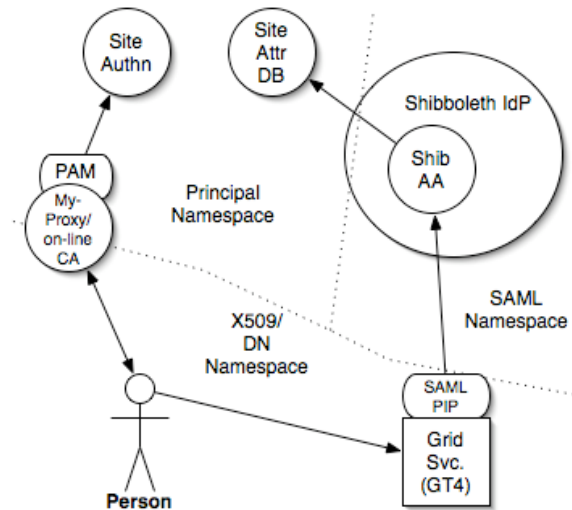 Site
Authn
Site
Attr
DB
Shibboleth IdP
Shib
AA
PAM
My-
Proxy/
on-line
CA
Principal
Namespace
SAML
Namespace
X509/
DN
Namespace
SAML
PIP
Grid
Svc.
(GT4)
Person